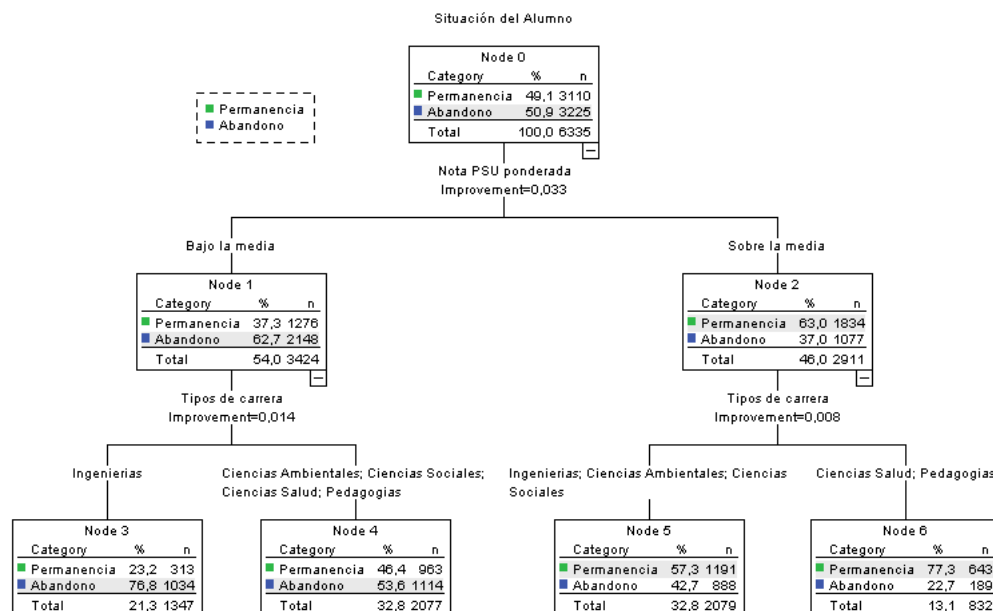 Situación del Alumno
Node 0
Category % n
Permanencia 49,1 3110
Abandono 50,9 3225
Total 100,0 6335
Permanencia
Abandono
Nota PSU ponderada
Improvement=0,033
Bajo la media
Sobre la media
Node 1
Category % n
Permanencia 37,3 1276
Abandono 62,7 2148
Total 54,0 3424
Node 2
Category % n
Permanencia 63,0 1834
Abandono 37,0 1077
Total 46,0 2911
Tipos de carrera
Improvement=0,014
Tipos de carrera
Improvement=0,008
Ingenierias
Ciencias Ambientales; Ciencias Sociales;
Ciencias Salud; Pedagogias
Ingenierias; Ciencias Ambientales; Ciencias
Sociales
Ciencias Salud; Pedagogias
Node 3
Category % n
Permanencia 23,2 313
Abandono 76,8 1034
Total 21,3 1347
Node 4
Category % n
Permanencia 46,4 963
Abandono 53,6 1114
Total 32,8 2077
Node 5
Category % n
Permanencia 57,3 1191
Abandono 42,7 888
Total 32,8 2079
Node 6
Category % n
Permanencia 77,3 643
Abandono 22,7 189
Total 13,1 832